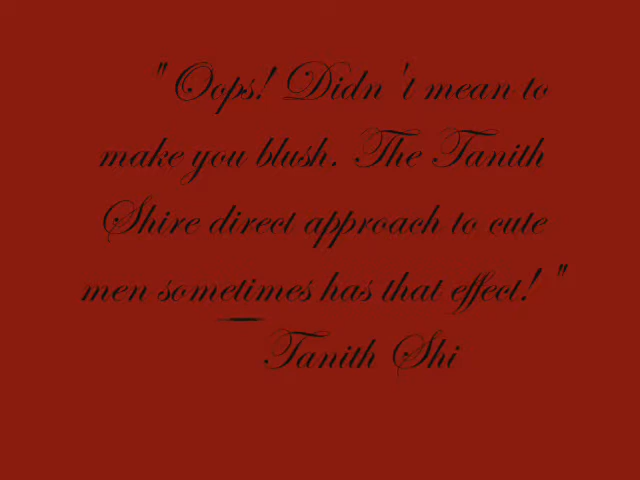 "Oops! Didn't mean to
make you blush. The Tanith
Shire direct approach to cute
men sometimes has that effect!"
—
Tanith Shi